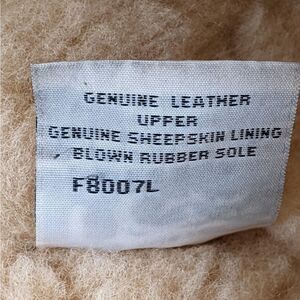 GENUINE LEATHER
UPPER
GENUINE SHEEPSKIN LINING
BLOWN RUBBER SOLE
F8007L